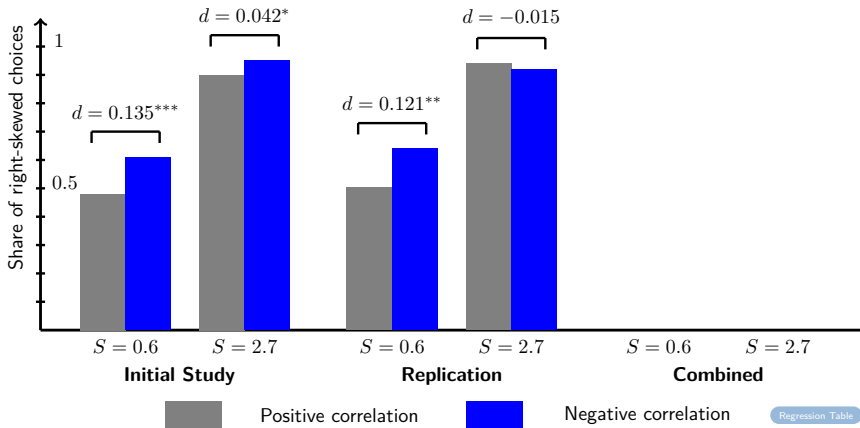 Share of right-skewed choices
1
0.5
d = 0.135***
d = 0.042*
d = 0.121**
d = −0.015
S = 0.6
S = 2.7
S = 0.6
S = 2.7
S = 0.6
S = 2.7
Initial Study
Replication
Combined
Positive correlation
Negative correlation
Regression Table